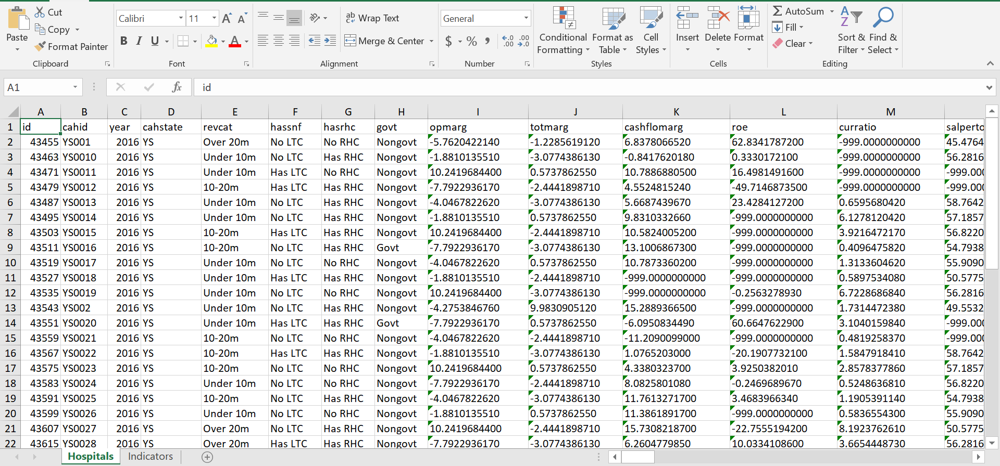 Cut
Copy
Format Painter
Paste
Clipboard
Calibri 11 A A
B I U A
Font
ab Wrap Text
Merge & Center
Alignment
General
$ % , .0 .00 .00 .0
Number
Conditional Formatting
Format as Table
Cell Styles
Styles
Insert Delete Format
Cells
AutoSum
Fill
Clear
Sort & Filter
Find & Select
Editing
A1 fx id
A B C D E F G H I J K L M
1 id cahid year cahstate revcat hassnf hasrhc govt opmarg totmarg cashflomarg roe curratio salperto
2 43455 YS001 2016 YS Over 20m No LTC No RHC Nongovt -5.7620422140 -1.2285619120 6.8378066520 62.8341787200 -999.0000000000 45.4764
3 43463 YS0010 2016 YS Under 10m No LTC Has RHC Nongovt -1.8810135510 -3.0774386130 -0.8417620180 0.3330172100 -999.0000000000 56.2816
4 43471 YS0011 2016 YS Under 10m Has LTC No RHC Nongovt 10.2419684400 0.5737862550 10.7886880500 16.4981491600 -999.0000000000 -999.00
5 43479 YS0012 2016 YS 10-20m Has LTC Has RHC Nongovt -7.7922936170 -2.4441898710 4.5524815240 -49.7146873500 -999.0000000000 -999.00
6 43487 YS0013 2016 YS Under 10m No LTC Has RHC Nongovt -4.0467822620 -3.0774386130 5.6687439670 23.4284127200 0.6595680420 58.7642
7 43495 YS0014 2016 YS Under 10m No LTC Has RHC Nongovt -1.8810135510 0.5737862550 9.8310332660 -999.0000000000 6.1278120420 57.1857
8 43503 YS0015 2016 YS 10-20m Has LTC Has RHC Nongovt 10.2419684400 -2.4441898710 10.5824005200 -999.0000000000 3.9216472170 56.8220
9 43511 YS0016 2016 YS 10-20m No LTC Has RHC Govt -7.7922936170 -3.0774386130 13.1006867300 -999.0000000000 0.4096475820 54.7938
10 43519 YS0017 2016 YS Under 10m No LTC No RHC Nongovt -4.0467822620 0.5737862550 10.7873360200 -999.0000000000 1.3133604620 55.9090
11 43527 YS0018 2016 YS Under 10m Has LTC Has RHC Nongovt -1.8810135510 -2.4441898710 -999.0000000000 -999.0000000000 0.5897534080 50.5775
12 43535 YS0019 2016 YS Under 10m No LTC No RHC Nongovt 10.2419684400 -3.0774386130 -999.0000000000 -0.2563278930 6.7228686840 56.2816
13 43543 YS002 2016 YS Under 10m No LTC Has RHC Nongovt -4.2753846760 9.9830905120 15.2889366500 -999.0000000000 1.7314472380 49.5532
14 43551 YS0020 2016 YS Under 10m Has LTC Has RHC Govt -7.7922936170 0.5737862550 -6.0950834490 60.6647622900 3.1040159840 -999.00
15 43559 YS0021 2016 YS 10-20m No LTC No RHC Nongovt -4.0467822620 -2.4441898710 -11.2090099000 -999.0000000000 0.4819258370 -999.00
16 43567 YS0022 2016 YS 10-20m Has LTC Has RHC Nongovt -1.8810135510 -3.0774386130 1.0765203000 -20.1907732100 1.5847918410 58.7642
17 43575 YS0023 2016 YS 10-20m No LTC No RHC Nongovt 10.2419684400 0.5737862550 4.3380323700 3.9250382010 2.8578377860 57.1857
18 43583 YS0024 2016 YS Under 10m No LTC No RHC Nongovt -7.7922936170 -2.4441898710 8.0825801080 -0.2469689670 0.5248636810 56.8220
19 43591 YS0025 2016 YS 10-20m No LTC Has RHC Nongovt -4.0467822620 -3.0774386130 11.7613271700 3.4683966340 1.1905391140 54.7938
20 43599 YS0026 2016 YS Under 10m No LTC No RHC Nongovt -1.8810135510 0.5737862550 11.3861891700 -999.0000000000 0.5836554300 55.9090
21 43607 YS0027 2016 YS Over 20m No LTC Has RHC Nongovt 10.2419684400 -2.4441898710 15.7308218700 -22.7555194200 8.1923762610 50.5775
22 43615 YS0028 2016 YS Over 20m Has LTC Has RHC Nongovt -7.7922936170 -3.0774386130 6.2604779850 10.0334108600 3.6654448730 56.2816
Hospitals Indicators